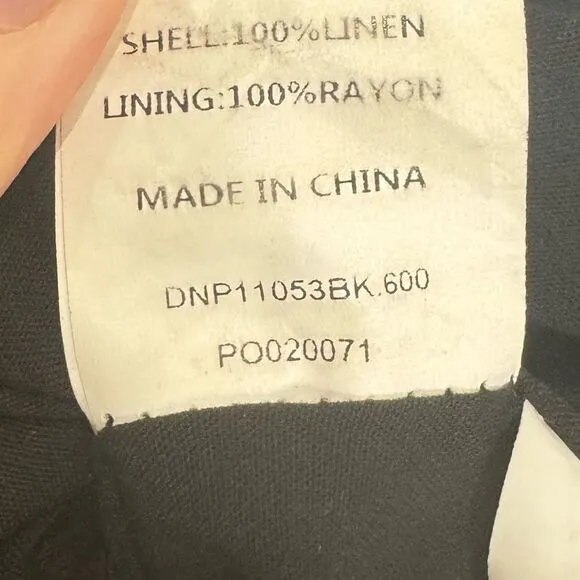 SHELL:100%LINEN
LINING:100%RAYON
MADE IN CHINA
DNP11053BK.600
PO020071